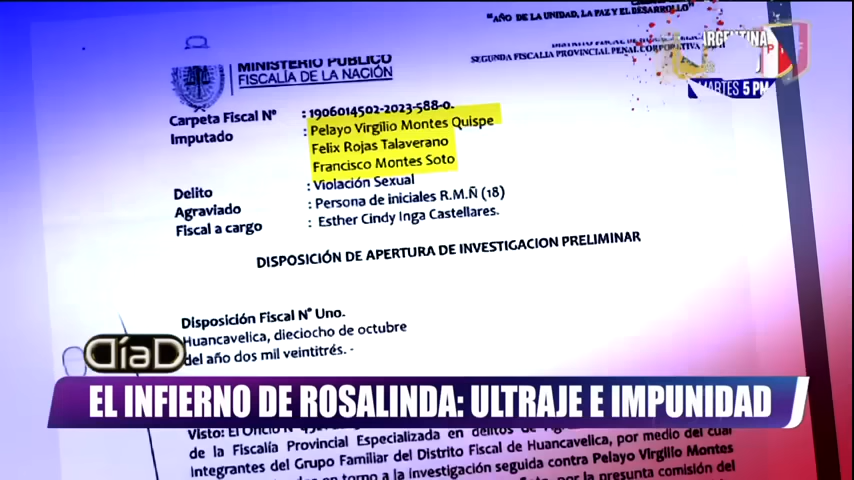 "AÑO DE LA UNIDAD, LA PAZ Y EL DESARROLLO"
DISTRITO FISCAL DE
SEGUNDA FISCALIA PROVINCIAL PENAL CORPORATIVA
MARTES 5 PM
MINISTERIO PUBLICO
FISCALÍA DE LA NACIÓN
Carpeta Fiscal N° : 1906014502-2023-588-0.
Imputado : Pelayo Virgilio Montes Quispe
Felix Rojas Talaverano
Francisco Montes Soto
Delito : Violación Sexual
Agraviado : Persona de iniciales R.M.Ñ (18)
Fiscal a cargo : Esther Cindy Inga Castellares.
DISPOSICIÓN DE APERTURA DE INVESTIGACION PRELIMINAR
Disposición Fiscal N° Uno.
Huancavelica, dieciocho de octubre
del año dos mil veintitrés. -
DíaD
EL INFIERNO DE ROSALINDA: ULTRAJE E IMPUNIDAD
Visto: El Oficio N°
de la Fiscalía Provincial Especializada en delitos de
Integrantes del Grupo Familiar del Distrito Fiscal de Huancavelica, por medio del cual
en torno a la investigación seguida contra Pelayo Virgilio Montes
por la presunta comisión del